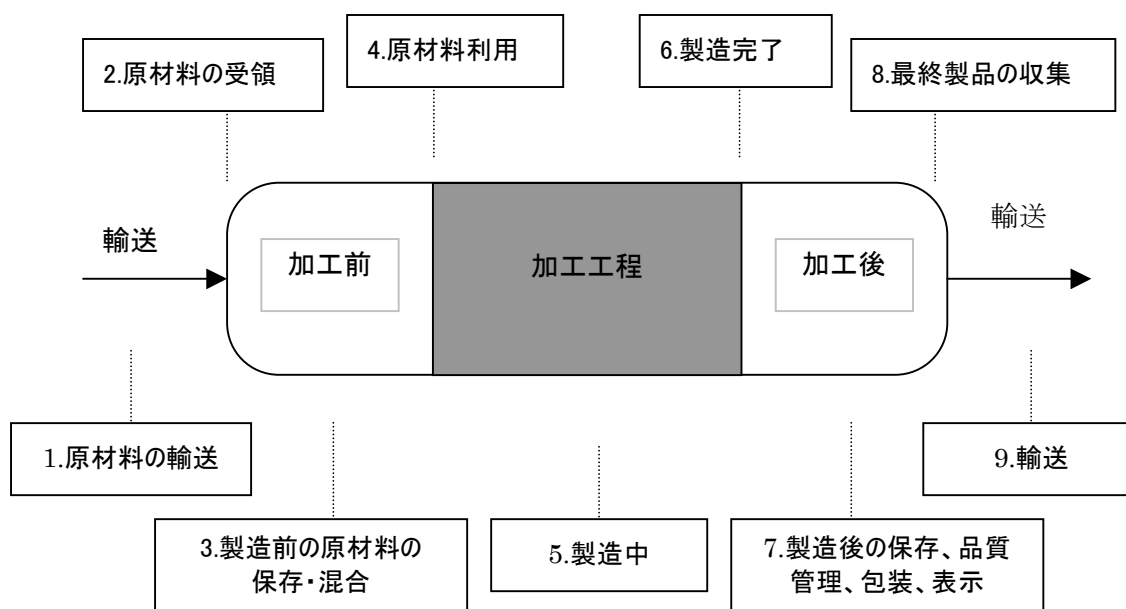 4.原材料利用
6.製造完了
2.原材料の受領
8.最終製品の収集
輸送
輸送
加工前
加工工程
加工後
1.原材料の輸送
9.輸送
3.製造前の原材料の
保存・混合
5.製造中
7.製造後の保存、品質
管理、包装、表示